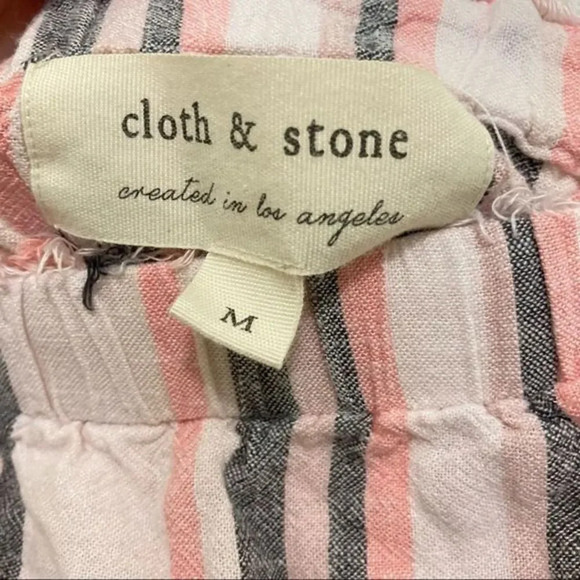 cloth & stone
created in los angeles
M